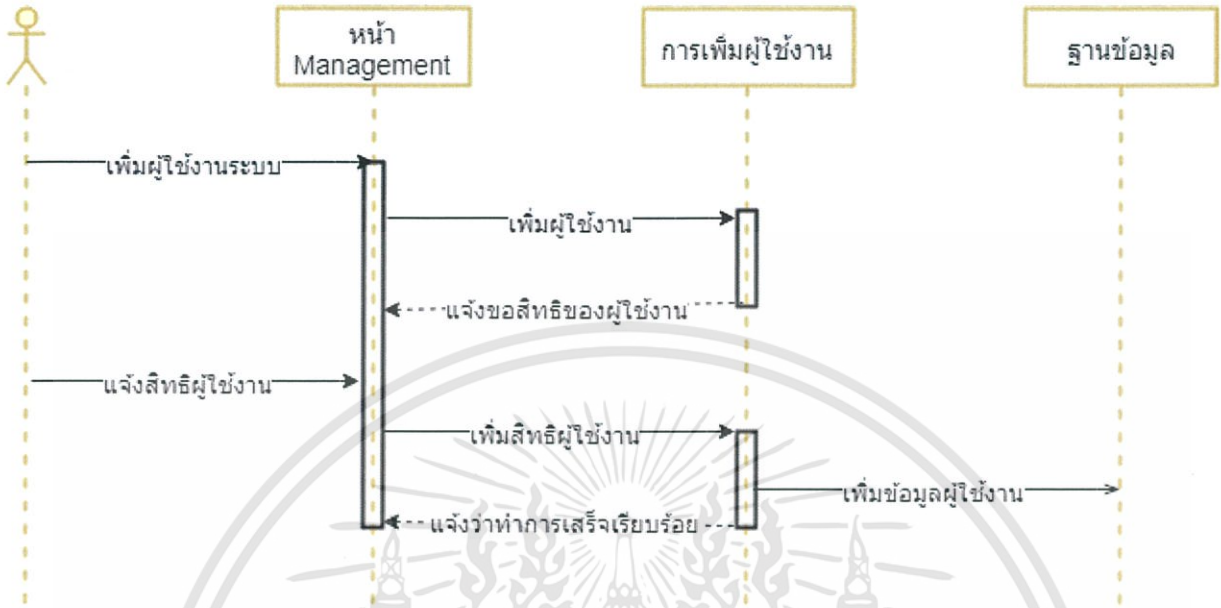 หน้า
Management
การเพิ่มผู้ใช้งาน
ฐานข้อมูล
เพิ่มผู้ใช้งานระบบ
เพิ่มผู้ใช้งาน
แจ้งขอสิทธิของผู้ใช้งาน
แจ้งสิทธิผู้ใช้งาน
เพิ่มสิทธิผู้ใช้งาน
เพิ่มข้อมูลผู้ใช้งาน
แจ้งว่าทำการเสร็จเรียบร้อย